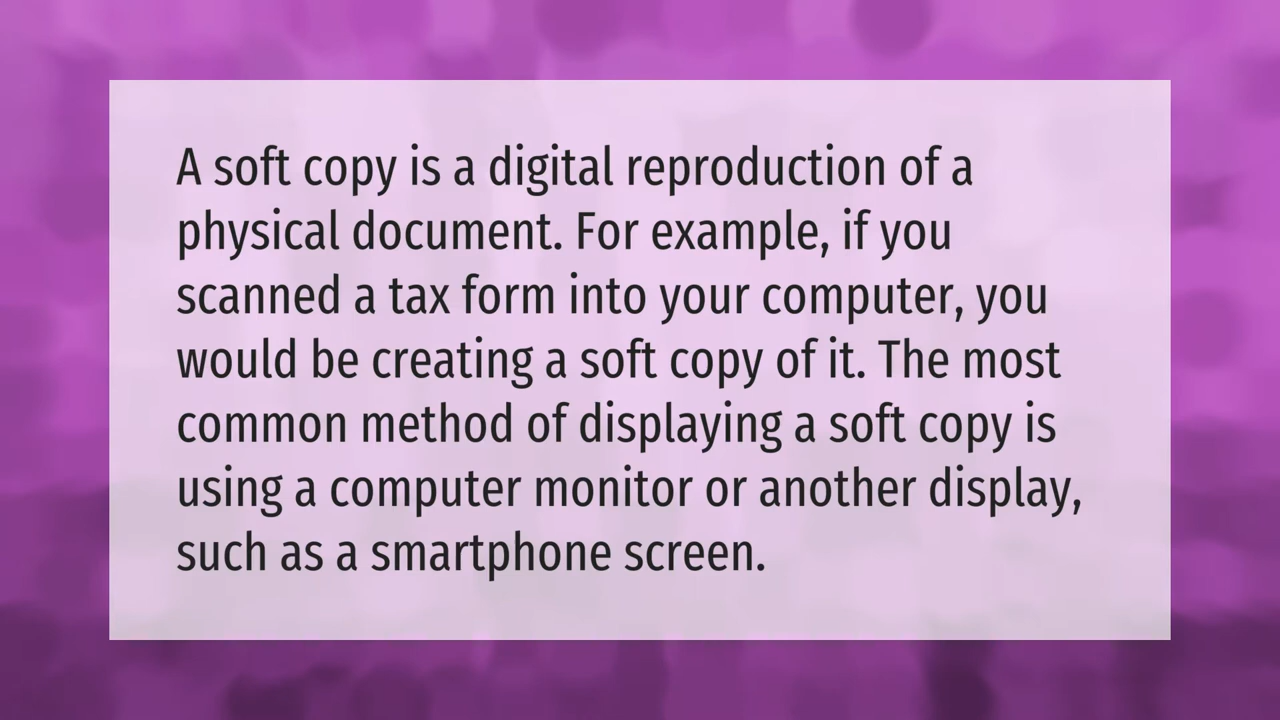 A soft copy is a digital reproduction of a
physical document. For example, if you
scanned a tax form into your computer, you
would be creating a soft copy of it. The most
common method of displaying a soft copy is
using a computer monitor or another display,
such as a smartphone screen.